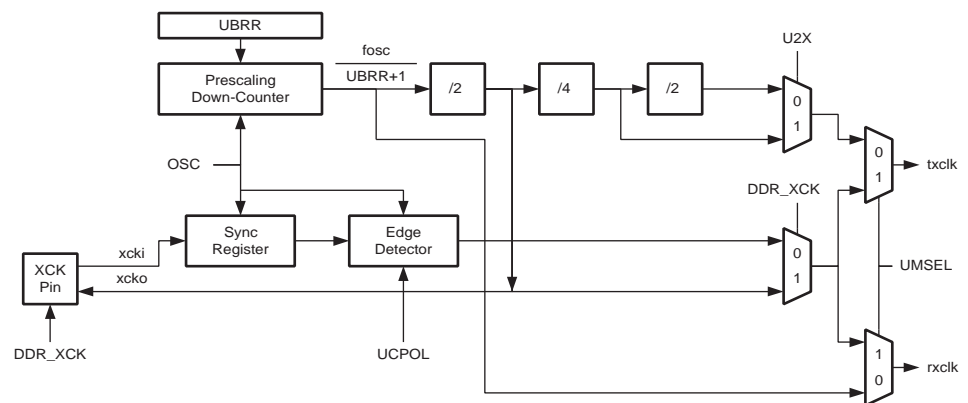 UBRR
U2X
fosc
UBRR+1
Prescaling
Down-Counter
/2
/4
/2
0
1
OSC
0
1
txclk
DDR_XCK
Sync
Register
Edge
Detector
xcki
0
1
UMSEL
XCK
Pin
xcko
DDR_XCK
UCPOL
1
0
rxclk